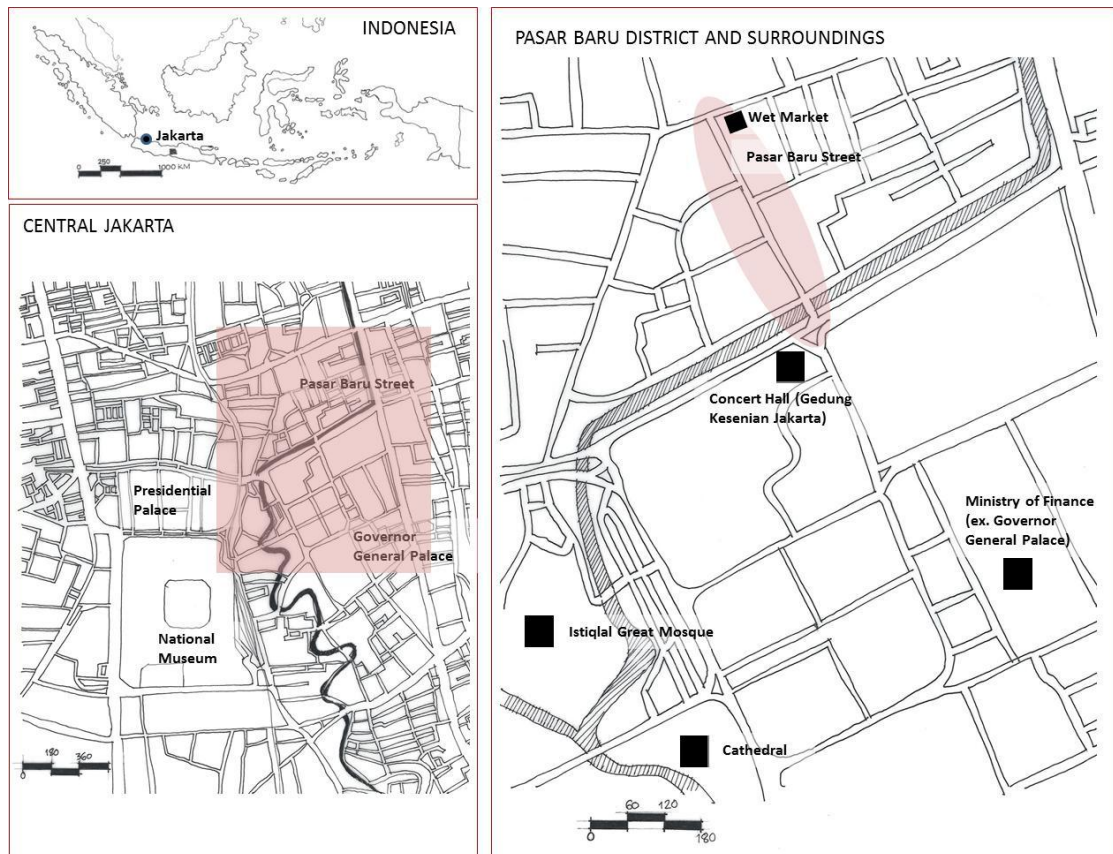 INDONESIA
Jakarta
0
250
1000 KM
CENTRAL JAKARTA
Pasar Baru Street
Presidential
Palace
Governor
General Palace
National
Museum
0
180
360
PASAR BARU DISTRICT AND SURROUNDINGS
Wet Market
Pasar Baru Street
Concert Hall (Gedung
Kesenian Jakarta)
Ministry of Finance
(ex. Governor
General Palace)
Istiqlal Great Mosque
Cathedral
60 120
0 180